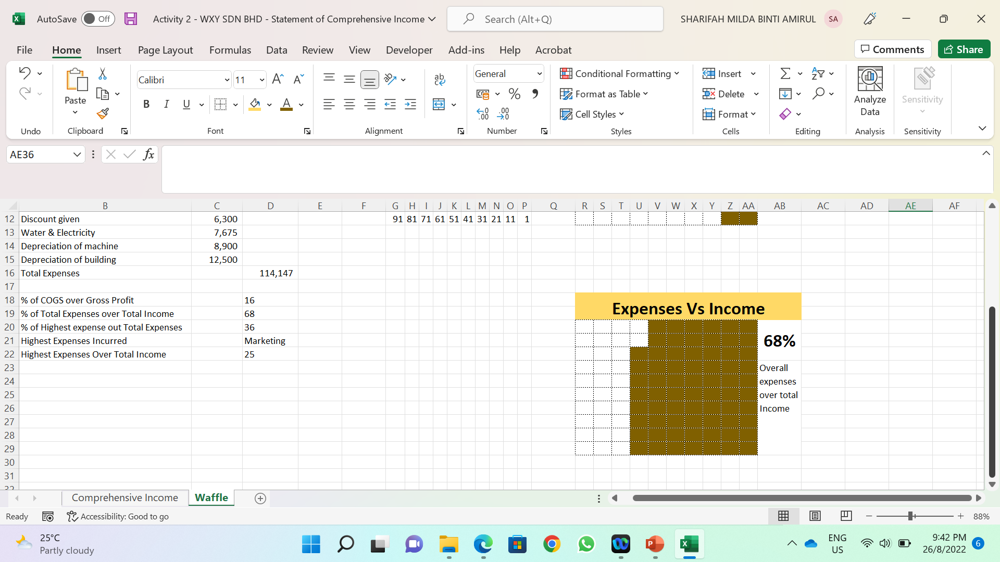 AutoSave Off Activity 2 - WXY SDN BHD - Statement of Comprehensive Income Search (Alt+Q) SHARIFAH MILDA BINTI AMIRUL SA
File Home Insert Page Layout Formulas Data Review View Developer Add-ins Help Acrobat Comments Share
Calibri 11 General Conditional Formatting Insert
Paste Format as Table Delete Analyze Data Sensitivity
B I U A Cell Styles Format
Undo Clipboard Font Alignment Number Styles Cells Editing Analysis Sensitivity
AE36 fx
B C D E F G H I J K L M N O P Q R S T U V W X Y Z AA AB AC AD AE AF
12 Discount given 6,300 91 81 71 61 51 41 31 21 11 1
13 Water & Electricity 7,675
14 Depreciation of machine 8,900
15 Depreciation of building 12,500
16 Total Expenses 114,147
17
18 % of COGS over Gross Profit 16
19 % of Total Expenses over Total Income 68
20 % of Highest expense out Total Expenses 36
21 Highest Expenses Incurred Marketing
22 Highest Expenses Over Total Income 25
23
24
25
26
27
28
29
30
31
32
Expenses Vs Income
68%
Overall
expenses
over total
Income
Comprehensive Income Waffle
Ready Accessibility: Good to go 88%
25°C
Partly cloudy
ENG
US
9:42 PM
26/8/2022
6